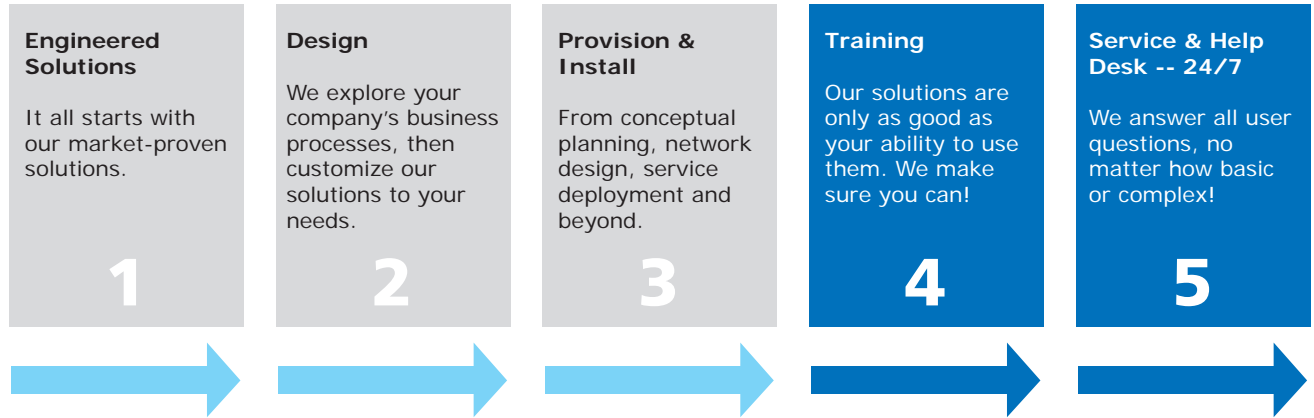 Engineered
Solutions
It all starts with
our market-proven
solutions.
1
Design
We explore your
company's business
processes, then
customize our
solutions to your
needs.
2
Provision &
Install
From conceptual
planning, network
design, service
deployment and
beyond.
3
Training
Our solutions are
only as good as
your ability to use
them. We make
sure you can!
4
Service & Help
Desk -- 24/7
We answer all user
questions, no
matter how basic
or complex!
5